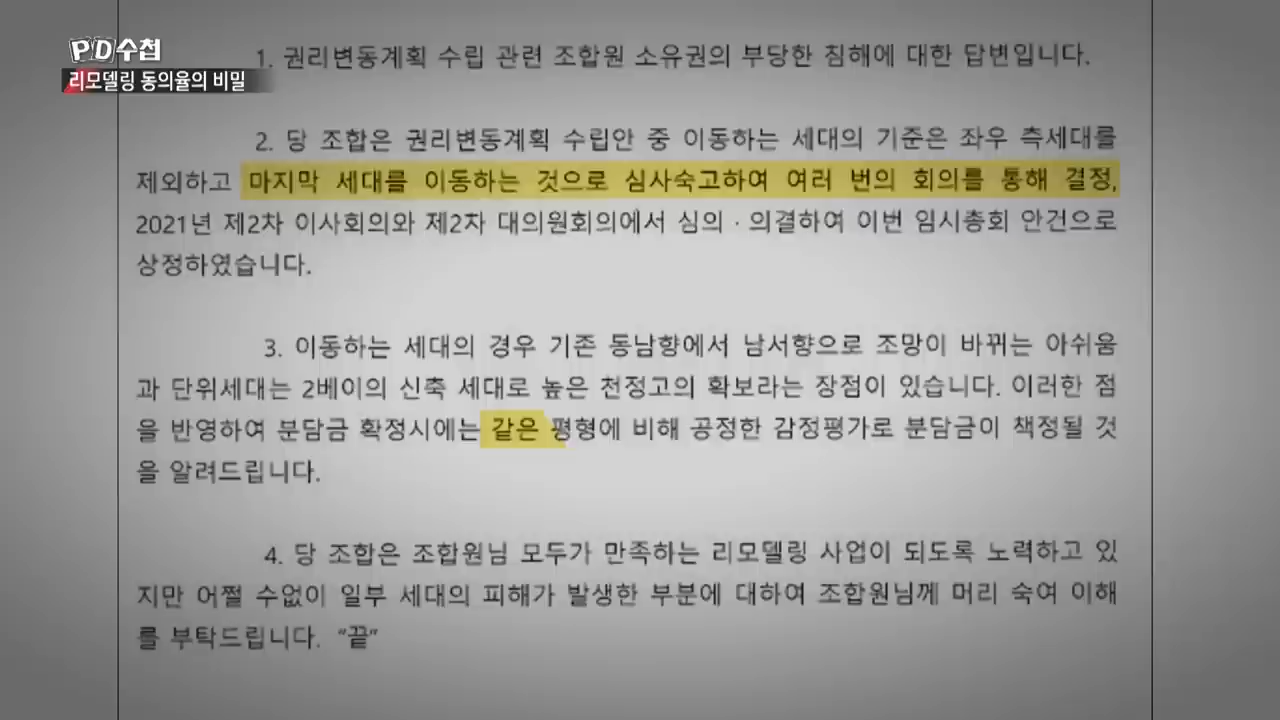 PD수첩
리모델링 동의율의 비밀
1. 권리변동계획 수립 관련 조합원 소유권의 부당한 침해에 대한 답변입니다.
2. 당 조합은 권리변동계획 수립안 중 이동하는 세대의 기준은 좌우 측세대를
제외하고 마지막 세대를 이동하는 것으로 심사숙고하여 여러 번의 회의를 통해 결정,
2021년 제2차 이사회의와 제2차 대의원회의에서 심의·의결하여 이번 임시총회 안건으로
상정하였습니다.
3. 이동하는 세대의 경우 기존 동남향에서 남서향으로 조망이 바뀌는 아쉬움
과 단위세대는 2베이의 신축 세대로 높은 천정고의 확보라는 장점이 있습니다. 이러한 점
을 반영하여 분담금 확정시에는 같은 평형에 비해 공정한 감정평가로 분담금이 책정될 것
을 알려드립니다.
4. 당 조합은 조합원님 모두가 만족하는 리모델링 사업이 되도록 노력하고 있
지만 어쩔 수없이 일부 세대의 피해가 발생한 부분에 대하여 조합원님께 머리 숙여 이해
를 부탁드립니다. “끝”